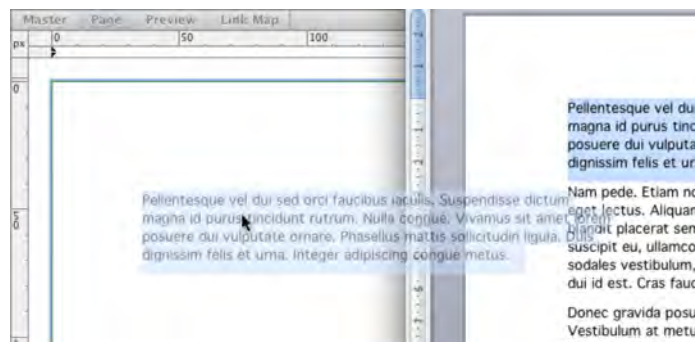 Master Page Preview Link Map
px 0 50 100
0
Pellentesque vel dui sed orci faucibus iaculis. Suspendisse dictum
magna id purus tincidunt rutrum. Nulla congue. Vivamus sit amet lorem
posuere dui vulputate ornare. Phasellus mattis sollicitudin ligula. Duis
dignissim felis et urna. Integer adipiscing congue metus.
50
Pellentesque vel dui
magna id purus tinc
posuere dui vulputa
dignissim felis et ur
Nam pede. Etiam no
eget lectus. Aliquar
blandit placerat sen
suscipit eu, ullamco
sodales vestibulum,
dui id est. Cras fauc
Donec gravida posu
Vestibulum at metu